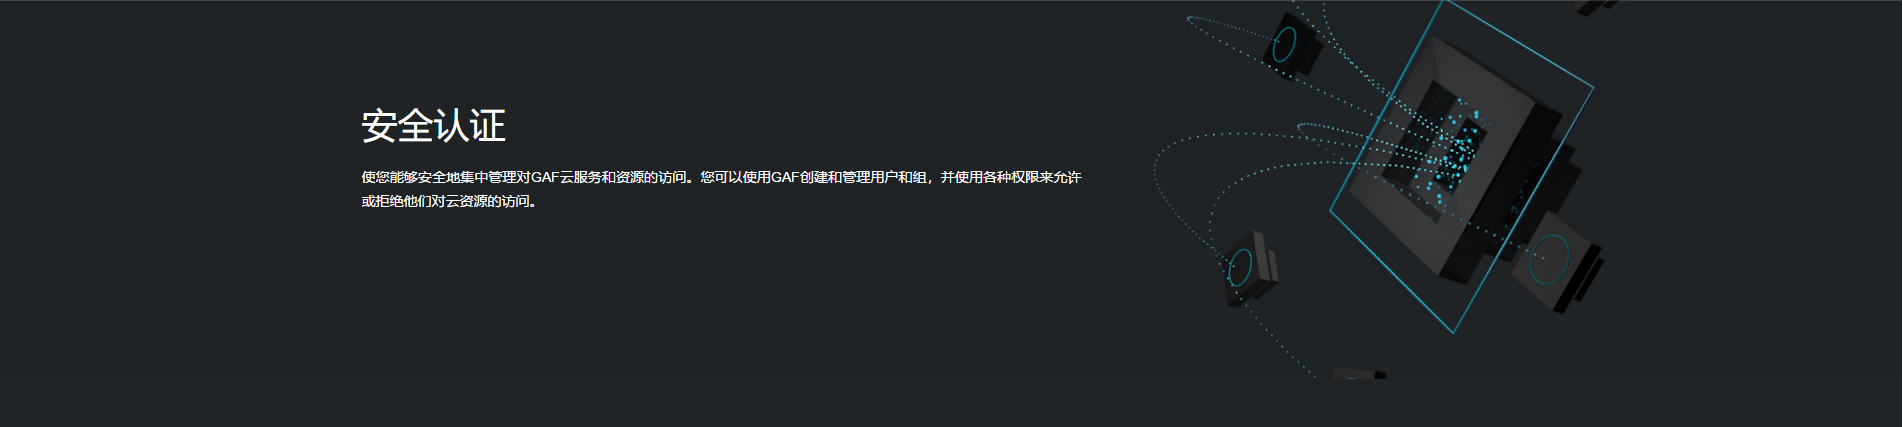 安全认证
使您能够安全地集中管理对GAF云服务和资源的访问。您可以使用GAF创建和管理用户和组，并使用各种权限来允许
或拒绝他们对云资源的访问。